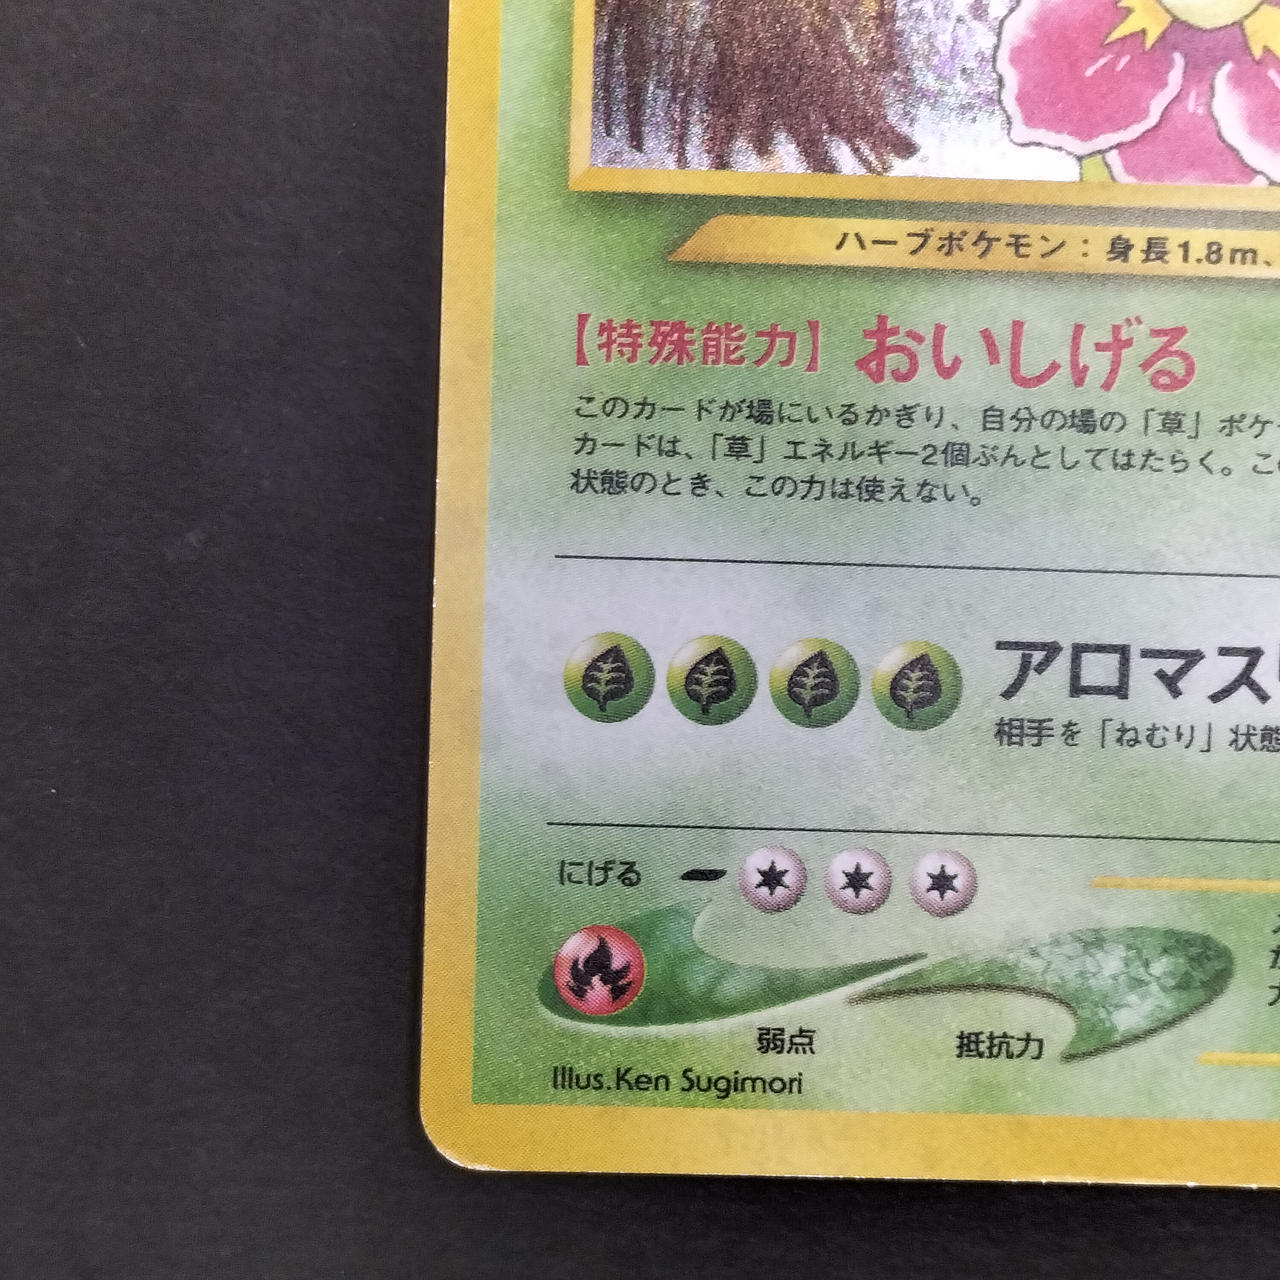 ハーブポケモン：身長1.8m、
【特殊能力】おいしげる
このカードが場にいるかぎり、自分の場の「草」ポケ
カードは、「草」エネルギー2個ぶんとしてはたらく。こ
状態のとき、この力は使えない。
アロマス
相手を「ねむり」状態
にげる
弱点
抵抗力
Illus.Ken Sugimori